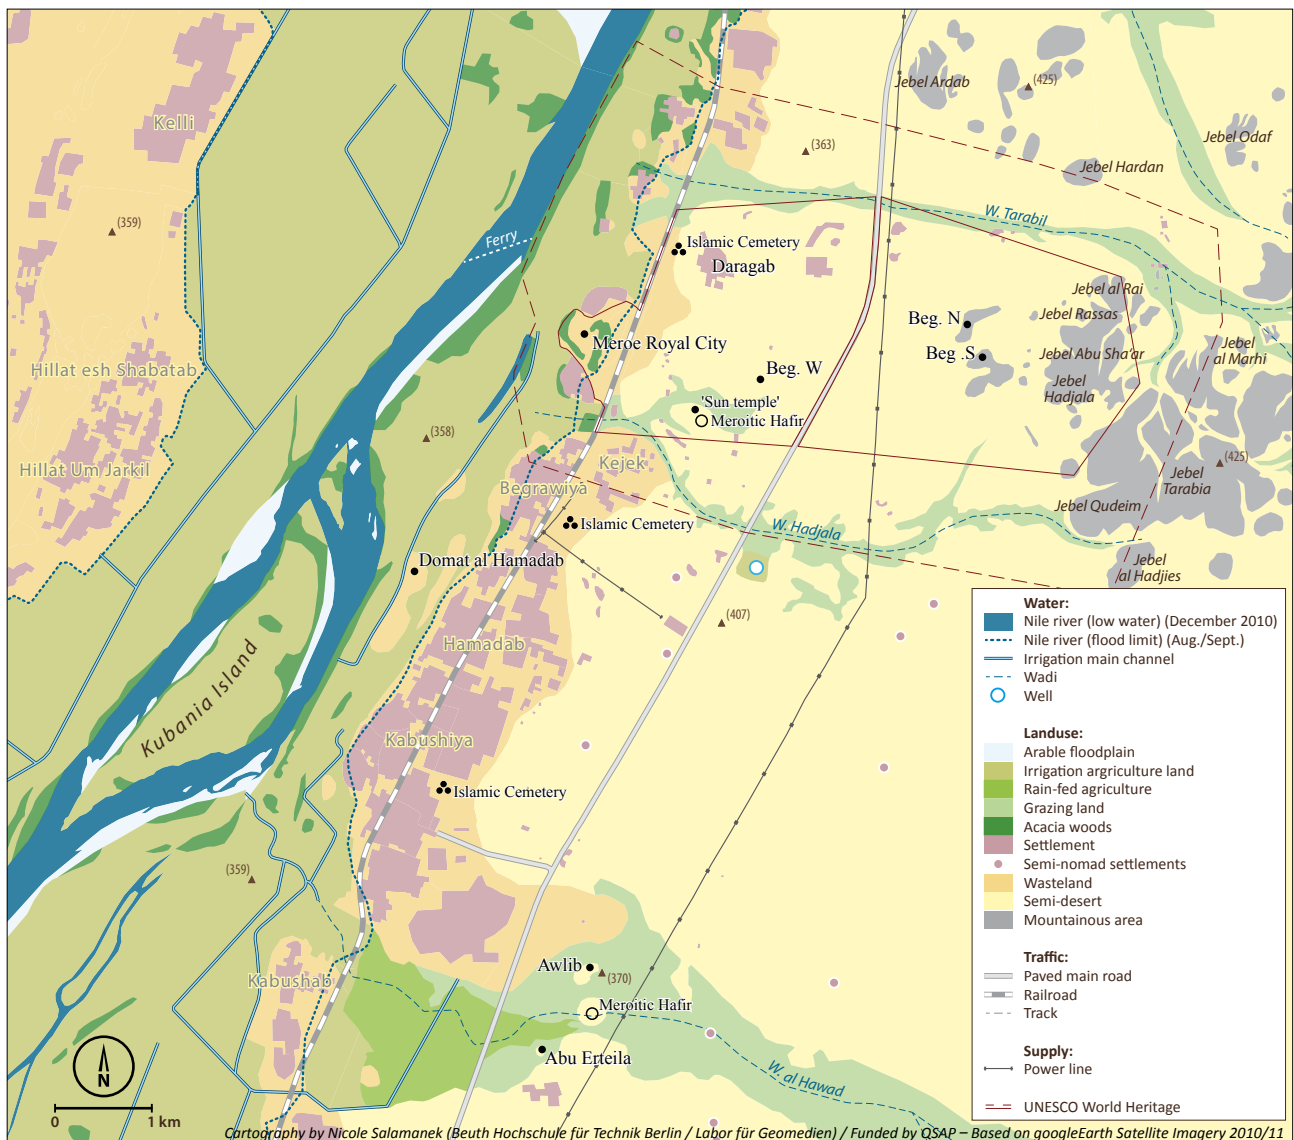 Kelli
Jebel Ardab
(425)
(363)
Jebel Odaf
Jebel Hardan
(359)
W. Tarabil
Ferry
Islamic Cemetery
Daragab
Jebel al Rai
Beg. N
Jebel Rassas
Meroe Royal City
Beg .S
Jebel Abu Sha'ar
Jebel
al Marhi
Hillat esh Shabatab
Beg. W
Jebel
Hadjala
'Sun temple'
Meroitic Hafir
(358)
Hillat Um Jarkil
Kejek
(425)
Jebel
Tarabia
Begrawiya
Jebel Qudeim
Islamic Cemetery
W. Hadjala
Domat al Hamadab
Jebel
al Hadjies
(407)
Hamadab
Kubania Island
Kabushiya
Islamic Cemetery
(359)
Awlib
(370)
Kabushab
Meroitic Hafir
Abu Erteila
W. al Hawad
N
0 1 km
Water:
Nile river (low water) (December 2010)
Nile river (flood limit) (Aug./Sept.)
Irrigation main channel
Wadi
Well
Landuse:
Arable floodplain
Irrigation argriculture land
Rain-fed agriculture
Grazing land
Acacia woods
Settlement
Semi-nomad settlements
Wasteland
Semi-desert
Mountainous area
Traffic:
Paved main road
Railroad
Track
Supply:
Power line
UNESCO World Heritage
Cartography by Nicole Salamanek (Beuth Hochschule für Technik Berlin / Labor für Geomedien) / Funded by QSAP – Based on googleEarth Satellite Imagery 2010/11